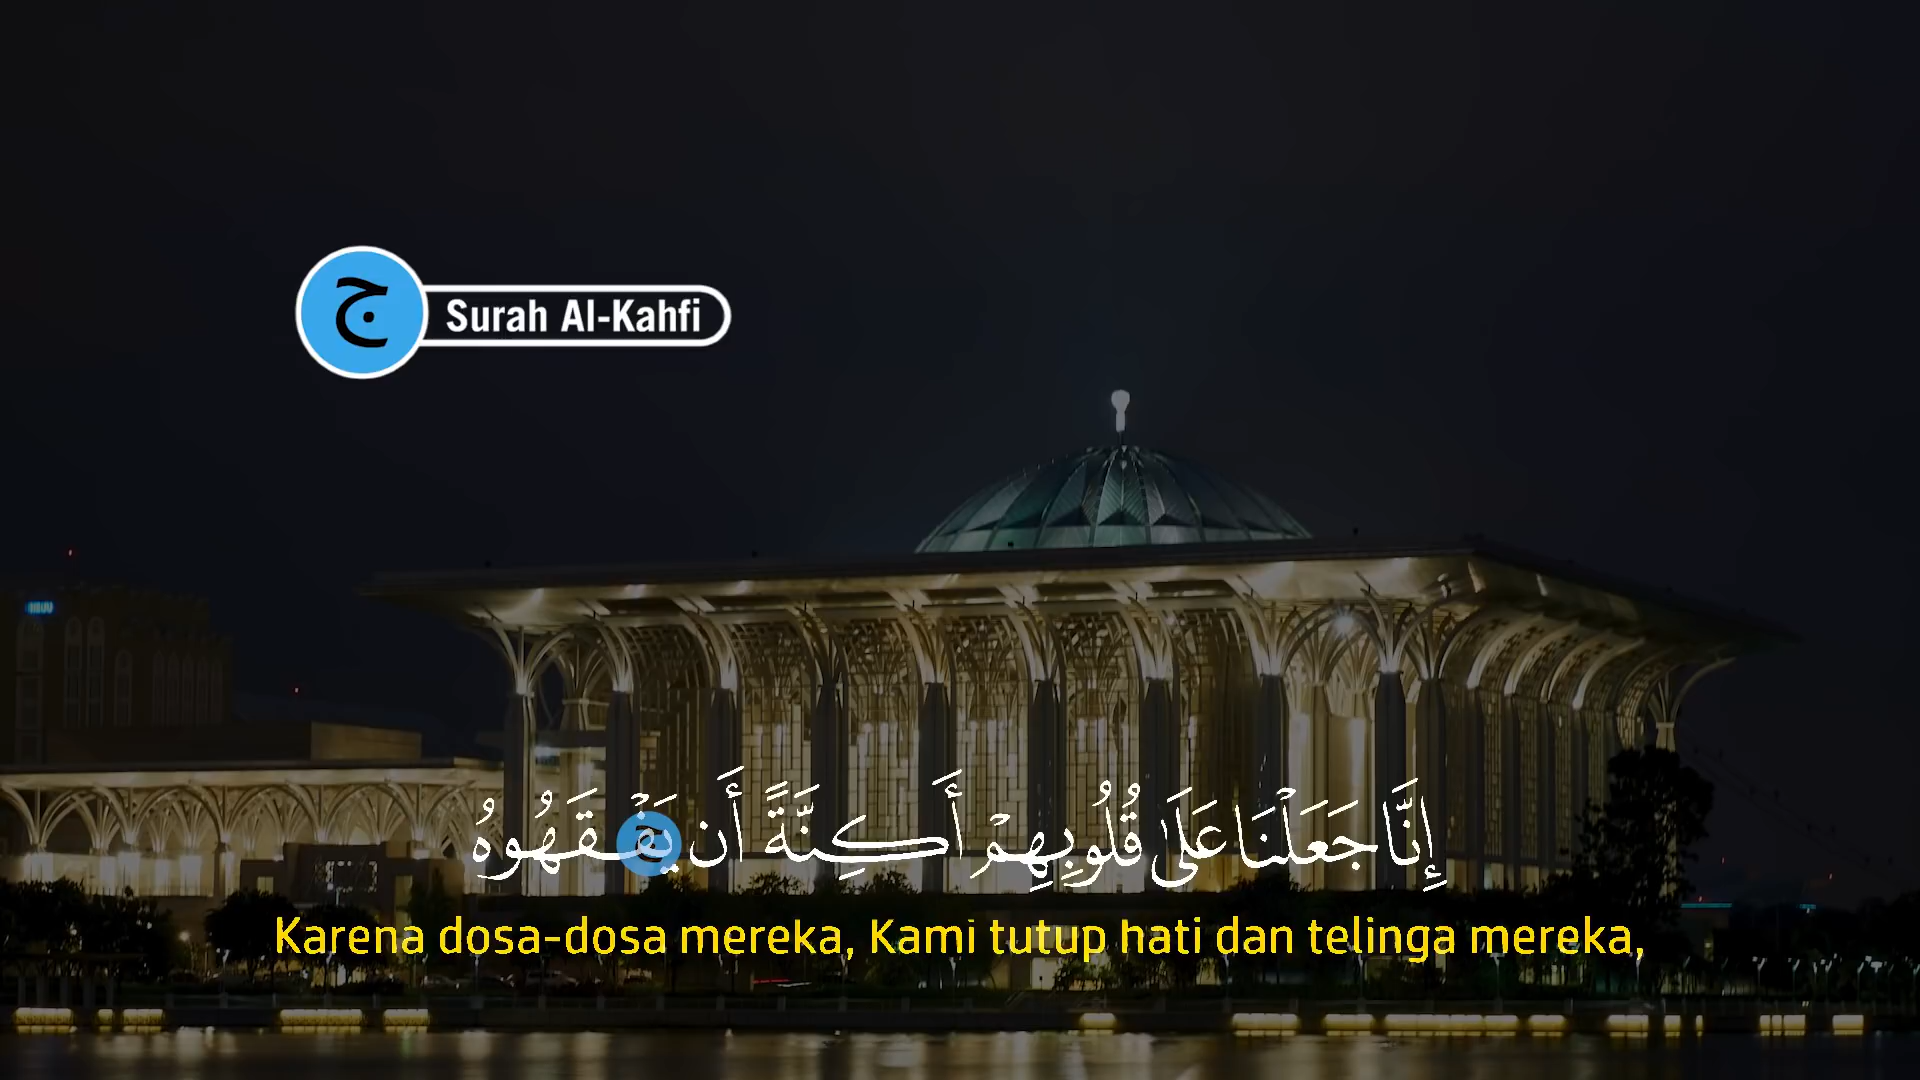 ج
Surah Al-Kahfi
إِنَّا جَعَلْنَا عَلَىٰ قُلُوبِهِمْ أَكِنَّةً أَن يَفْقَهُوهُ
ج
Karena dosa-dosa mereka, Kami tutup hati dan telinga mereka,